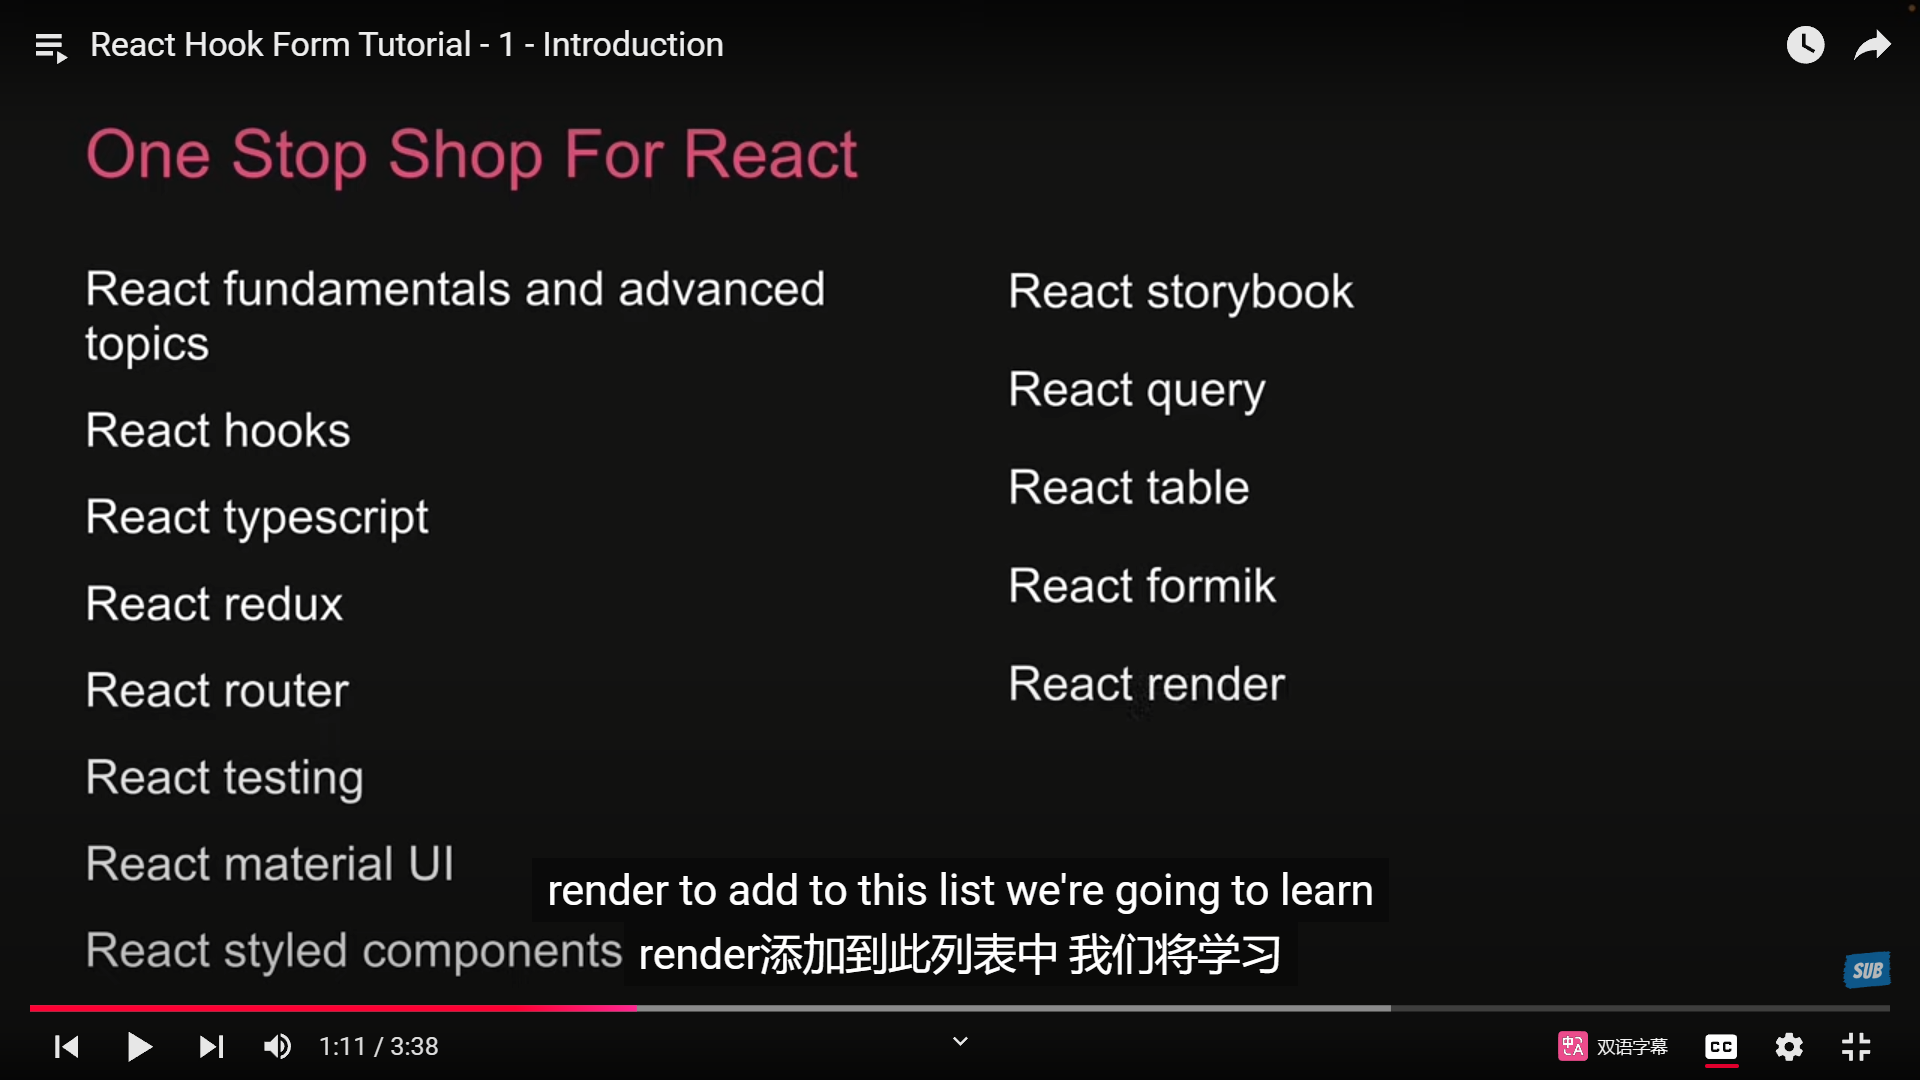 React Hook Form Tutorial - 1 - Introduction
One Stop Shop For React
React fundamentals and advanced
topics
React hooks
React typescript
React redux
React router
React testing
React material UI
React styled components
React storybook
React query
React table
React formik
React render
render to add to this list we're going to learn
render添加到此列表中 我们将学习
SUB
1:11 / 3:38
中 A 双语字幕
CC